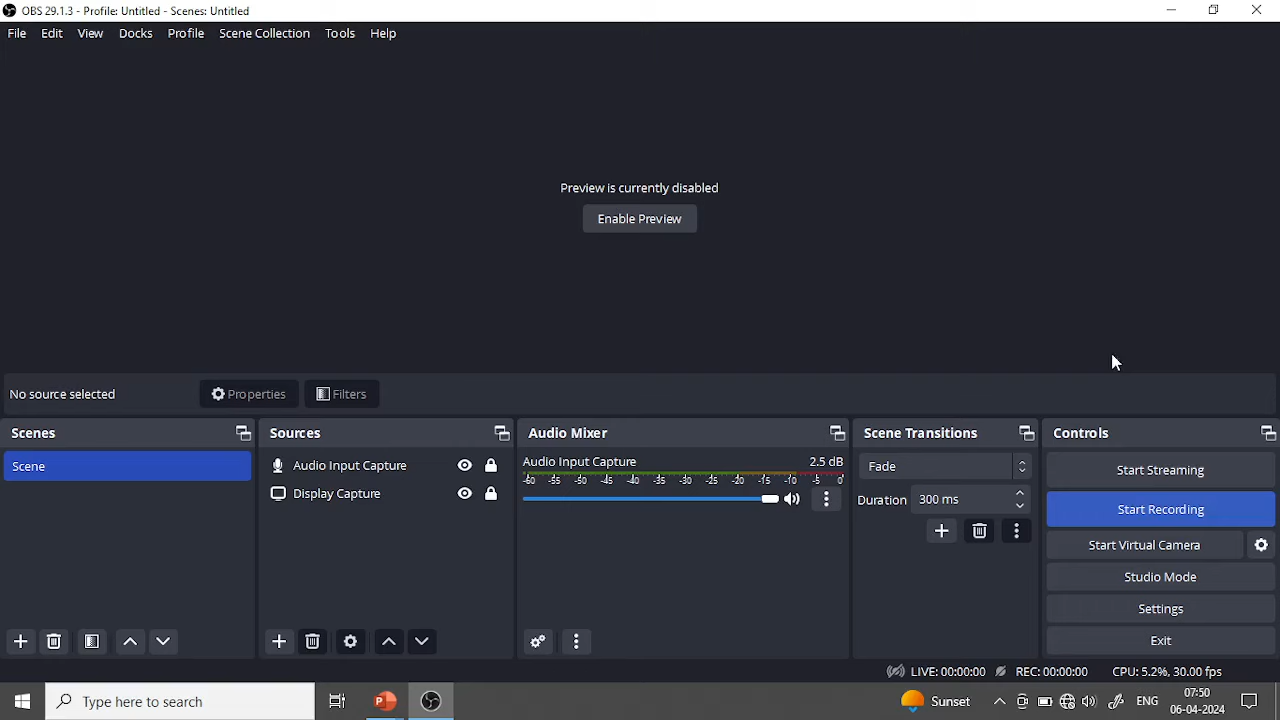 OBS 29.1.3 - Profile: Untitled - Scenes: Untitled
File Edit View Docks Profile Scene Collection Tools Help
Preview is currently disabled
Enable Preview
No source selected Properties Filters
Scenes
Scene
Sources
Audio Input Capture
Display Capture
Audio Mixer
Audio Input Capture 2.5 dB
-60 -55 -50 -45 -40 -35 -30 -25 -20 -15 -10 -5 0
Scene Transitions
Fade
Duration 300 ms
Controls
Start Streaming
Start Recording
Start Virtual Camera
Studio Mode
Settings
Exit
LIVE: 00:00:00 REC: 00:00:00 CPU: 5.2%, 30.00 fps
Type here to search
P
Sunset
ENG
07:50
06-04-2024